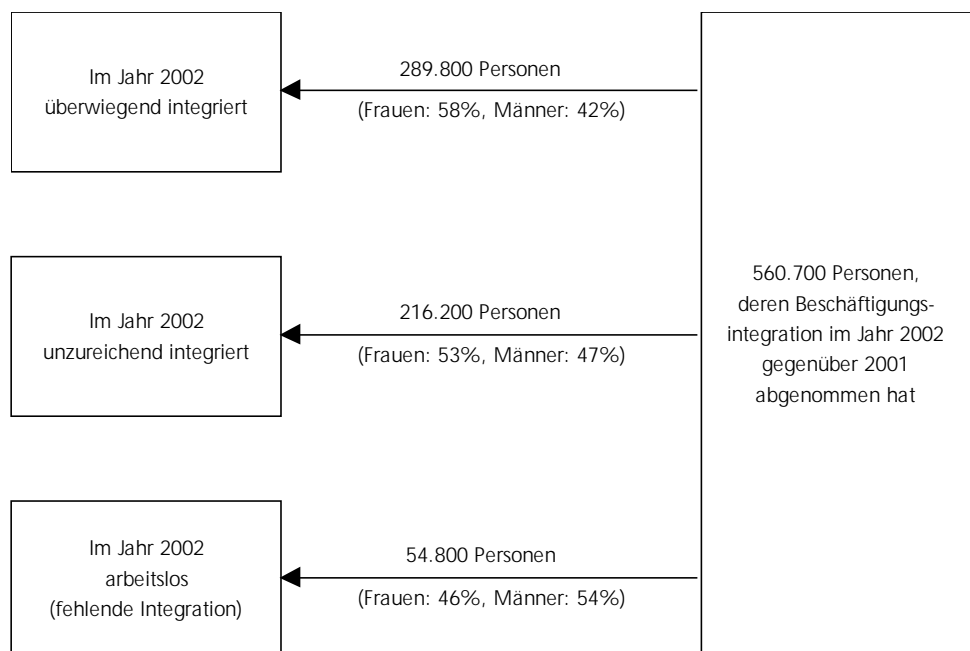 Im Jahr 2002
überwiegend integriert
289.800 Personen
(Frauen: 58%, Männer: 42%)
Im Jahr 2002
unzureichend integriert
216.200 Personen
(Frauen: 53%, Männer: 47%)
560.700 Personen,
deren Beschäftigungs-
integration im Jahr 2002
gegenüber 2001
abgenommen hat
Im Jahr 2002
arbeitslos
(fehlende Integration)
54.800 Personen
(Frauen: 46%, Männer: 54%)